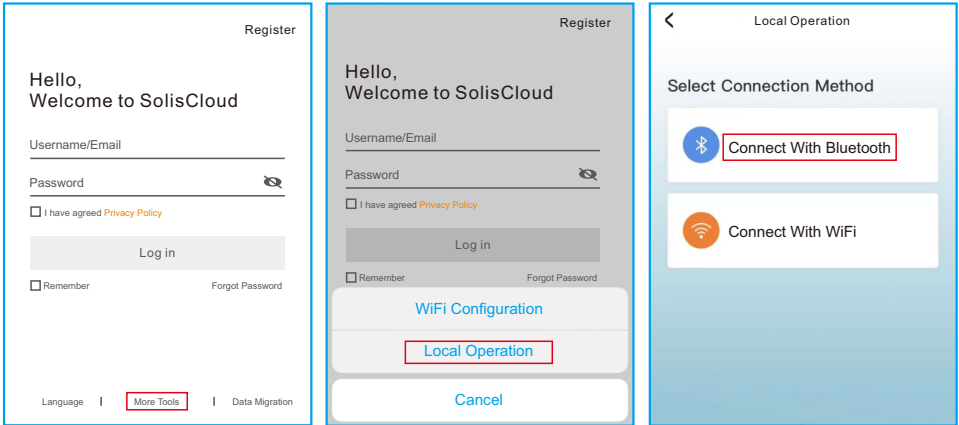 Register
Hello,
Welcome to SolisCloud
Username/Email
Password
I have agreed Privacy Policy
Log in
Remember Forgot Password
Language | More Tools | Data Migration
Register
Hello,
Welcome to SolisCloud
Username/Email
Password
I have agreed Privacy Policy
Log in
Remember Forgot Password
WiFi Configuration
Local Operation
Cancel
Local Operation
Select Connection Method
Connect With Bluetooth
Connect With WiFi